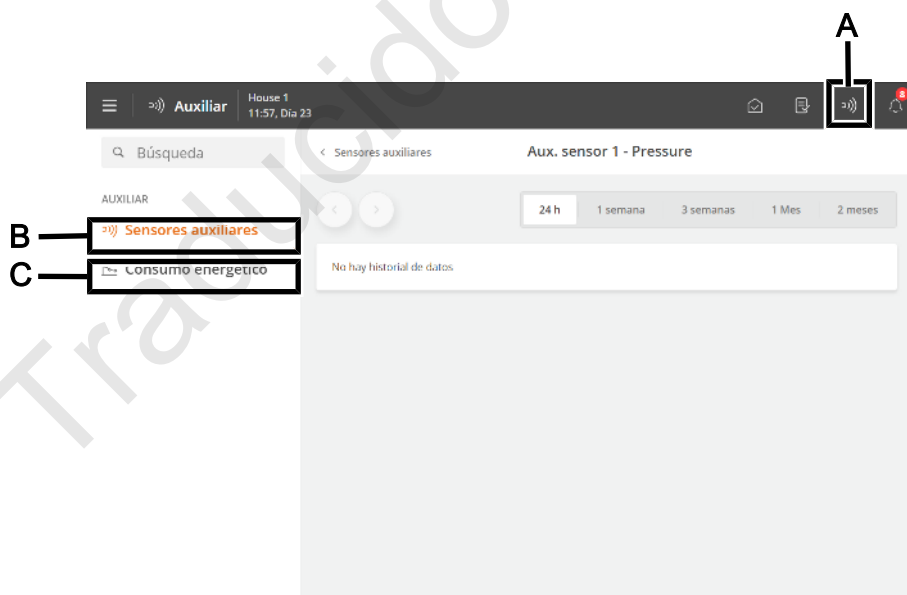 A
Auxiliar
House 1
11:57, Día 23
8
Búsqueda
Sensores auxiliares
Aux. sensor 1 - Pressure
AUXILIAR
24 h
1 semana
3 semanas
1 Mes
2 meses
B
Sensores auxiliares
C
Consumo energético
No hay historial de datos
Traducido